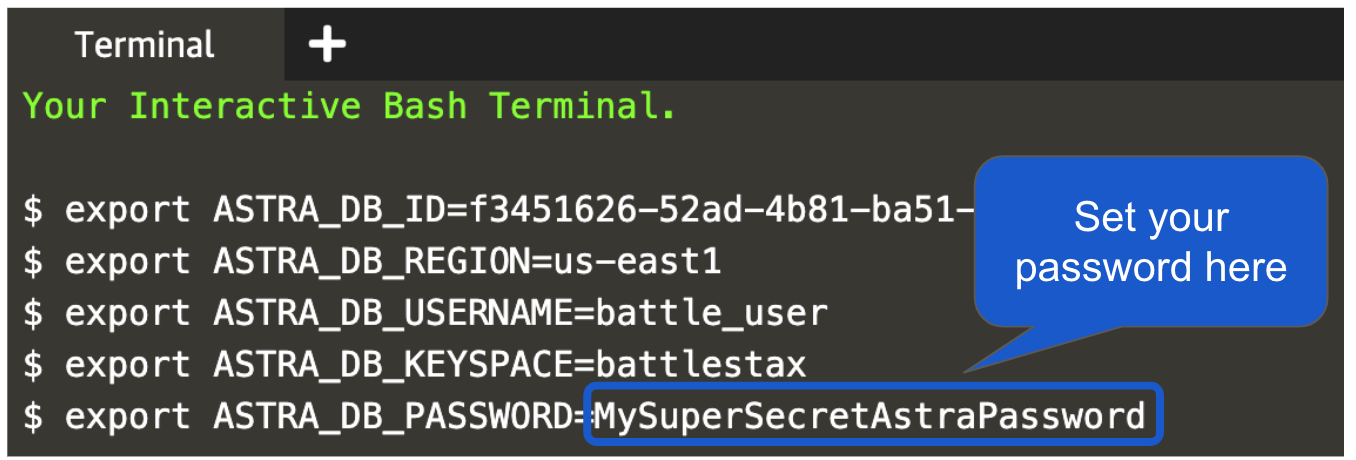 Terminal +
Your Interactive Bash Terminal.
$ export ASTRA_DB_ID=f3451626-52ad-4b81-ba51-
$ export ASTRA_DB_REGION=us-east1
$ export ASTRA_DB_USERNAME=battle_user
$ export ASTRA_DB_KEYSPACE=battlestax
$ export ASTRA_DB_PASSWORD=MySuperSecretAstraPassword
Set your
password here